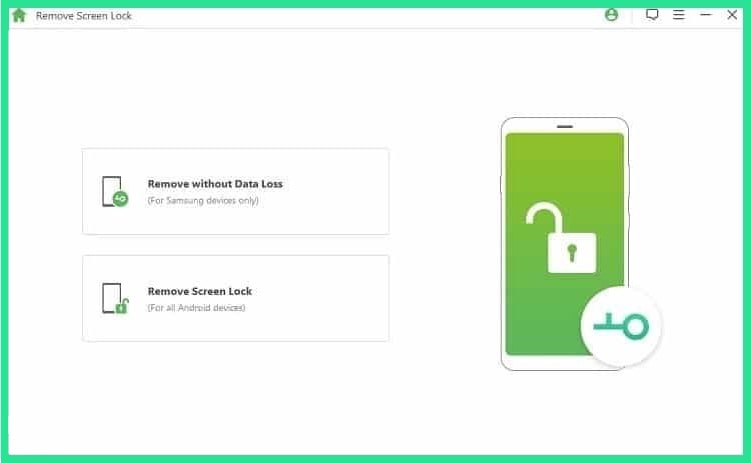 Remove Screen Lock
Remove without Data Loss
(For Samsung devices only)
Remove Screen Lock
(For all Android devices)